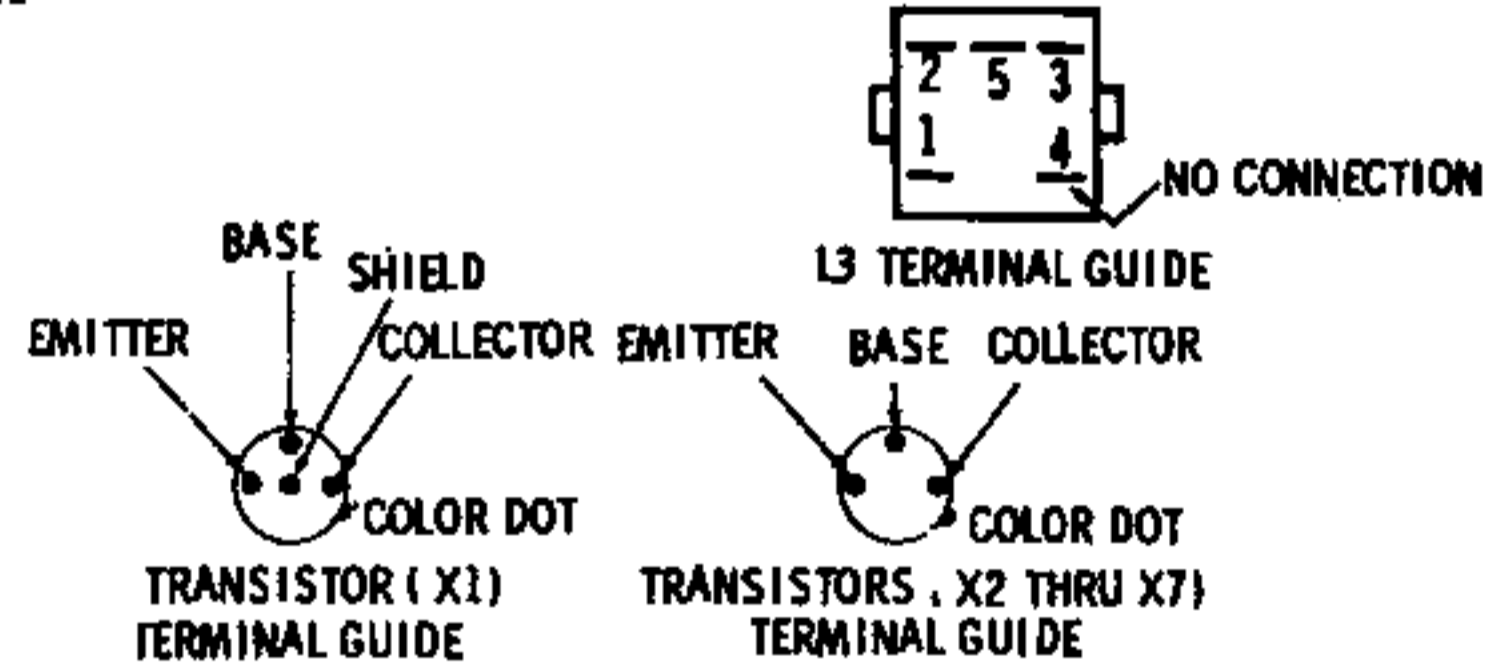 2 5 3
1 4
NO CONNECTION
L3 TERMINAL GUIDE
BASE
SHIELD
EMITTER
COLLECTOR
COLOR DOT
TRANSISTOR (X1)
TERMINAL GUIDE
EMITTER
BASE
COLLECTOR
COLOR DOT
TRANSISTORS (X2 THRU X7)
TERMINAL GUIDE